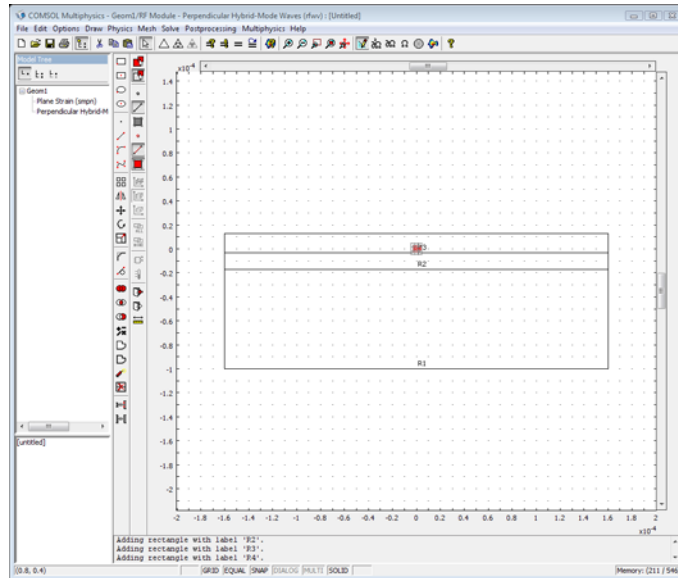 COMSOL Multiphysics - Geom1/RF Module - Perpendicular Hybrid-Mode Waves (rfwv) : [Untitled]
File Edit Options Draw Physics Mesh Solve Postprocessing Multiphysics Help
Model Tree
Geom1
Plane Strain (smpn)
Perpendicular Hybrid-M
[untitled]
x10-4
1.4
1.2
1
0.8
0.6
0.4
0.2
0
-0.2
-0.4
-0.6
-0.8
-1
-1.2
-1.4
-1.6
-1.8
-2
R3
R2
R1
-2 -1.8 -1.6 -1.4 -1.2 -1 -0.8 -0.6 -0.4 -0.2 0 0.2 0.4 0.6 0.8 1 1.2 1.4 1.6 1.8 2
x10-4
Adding rectangle with label 'R2'.
Adding rectangle with label 'R3'.
Adding rectangle with label 'R4'.
(0.8, 0.4) GRID EQUAL SNAP DIALOG MULTI SOLID Memory: (211 / 546